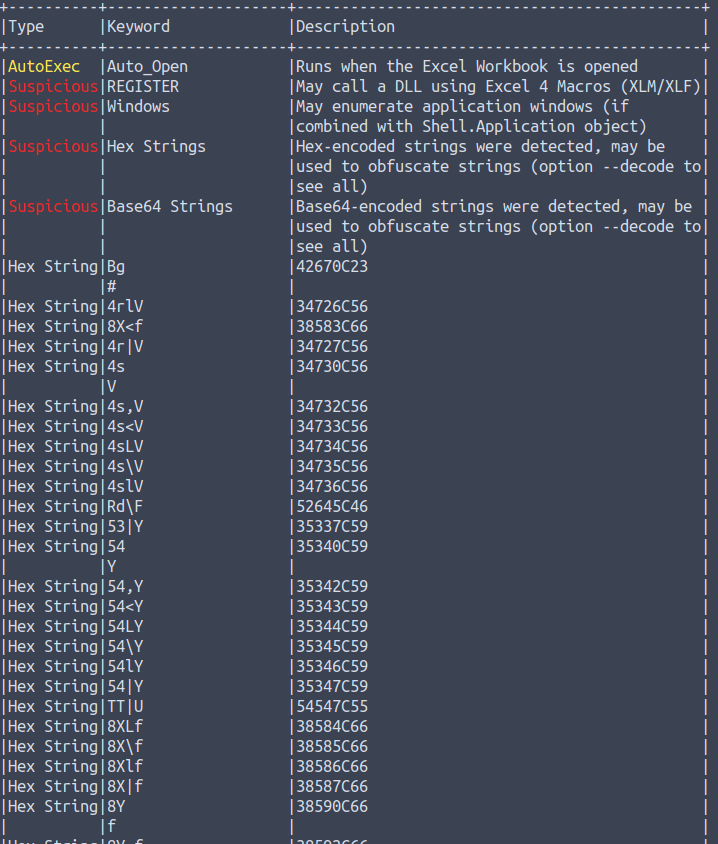 +----------+--------------------+---------------------------------------------+
|Type      |Keyword             |Description                                  |
+----------+--------------------+---------------------------------------------+
|AutoExec  |Auto_Open           |Runs when the Excel Workbook is opened       |
|Suspicious|REGISTER            |May call a DLL using Excel 4 Macros (XLM/XLF)|
|Suspicious|Windows             |May enumerate application windows (if        |
|          |                    |combined with Shell.Application object)      |
|Suspicious|Hex Strings         |Hex-encoded strings were detected, may be    |
|          |                    |used to obfuscate strings (option --decode to|
|          |                    |see all)                                     |
|Suspicious|Base64 Strings      |Base64-encoded strings were detected, may be |
|          |                    |used to obfuscate strings (option --decode to|
|          |                    |see all)                                     |
|Hex String|Bg                  |42670C23                                     |
|          |#                   |                                             |
|Hex String|4rlV                |34726C56                                     |
|Hex String|8X<f                |38583C66                                     |
|Hex String|4r|V                |34727C56                                     |
|Hex String|4s                  |34730C56                                     |
|          |V                   |                                             |
|Hex String|4s,V                |34732C56                                     |
|Hex String|4s<V                |34733C56                                     |
|Hex String|4sLV                |34734C56                                     |
|Hex String|4s\V                |34735C56                                     |
|Hex String|4slV                |34736C56                                     |
|Hex String|Rd\F                |52645C46                                     |
|Hex String|53|Y                |35337C59                                     |
|Hex String|54                  |35340C59                                     |
|          |Y                   |                                             |
|Hex String|54,Y                |35342C59                                     |
|Hex String|54<Y                |35343C59                                     |
|Hex String|54LY                |35344C59                                     |
|Hex String|54\Y                |35345C59                                     |
|Hex String|54lY                |35346C59                                     |
|Hex String|54|Y                |35347C59                                     |
|Hex String|TT|U                |54547C55                                     |
|Hex String|8XLf                |38584C66                                     |
|Hex String|8X\f                |38585C66                                     |
|Hex String|8Xlf                |38586C66                                     |
|Hex String|8X|f                |38587C66                                     |
|Hex String|8Y                  |38590C66                                     |
|          |f                   |                                             |
|Hex String|8Y,f                |38592C66                                     |